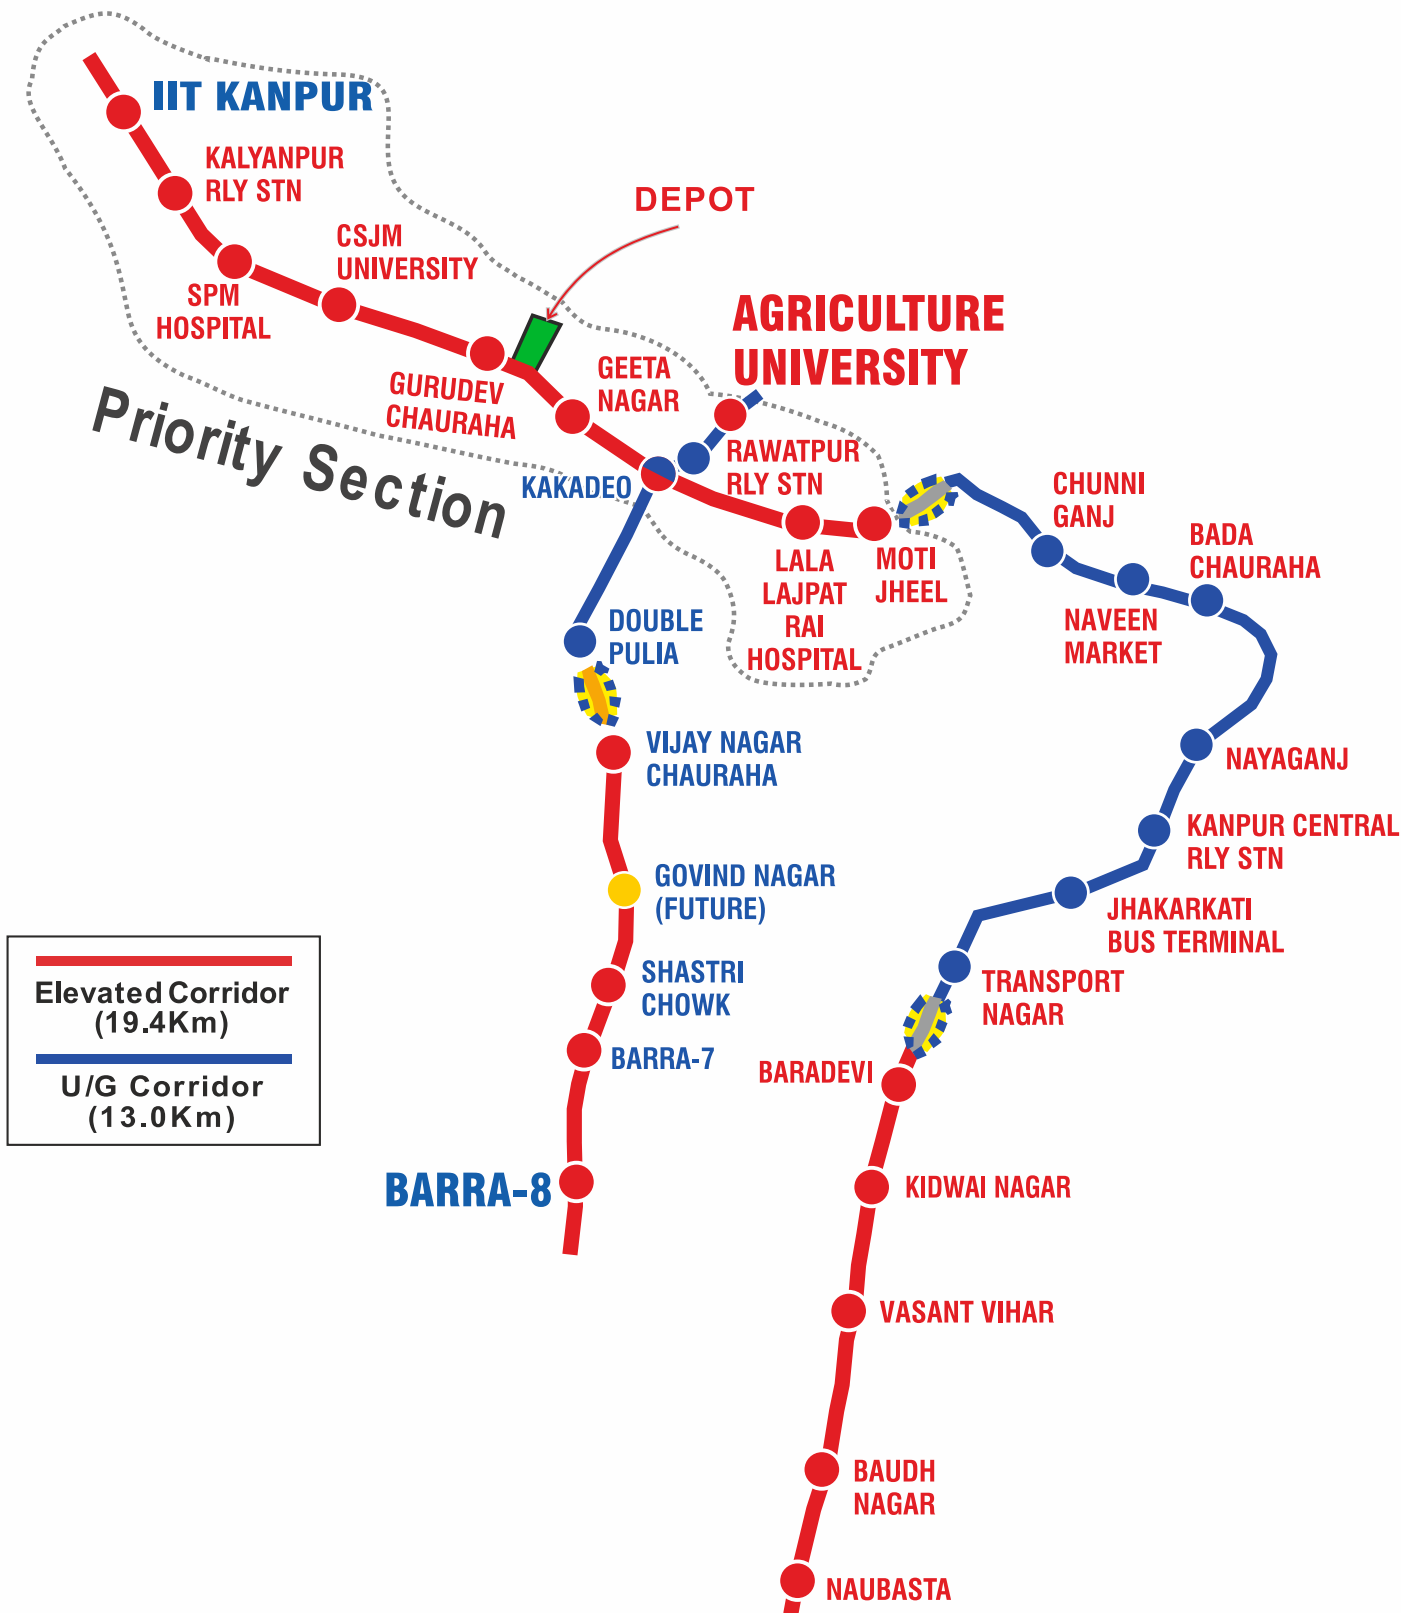 IIT KANPUR
KALYANPUR
RLY STN
DEPOT
CSJM
UNIVERSITY
SPM
HOSPITAL
AGRICULTURE
UNIVERSITY
GEETA
NAGAR
GURUDEV
CHAURAHA
Priority Section
RAWATPUR
RLY STN
KAKADEO
CHUNNI
GANJ
BADA
CHAURAHA
LALA
LAJPAT
RAI
HOSPITAL
MOTI
JHEEL
NAVEEN
MARKET
DOUBLE
PULIA
VIJAY NAGAR
CHAURAHA
NAYAGANJ
KANPUR CENTRAL
RLY STN
GOVIND NAGAR
(FUTURE)
JHAKARKATI
BUS TERMINAL
SHASTRI
CHOWK
TRANSPORT
NAGAR
Elevated Corridor
(19.4Km)
U/G Corridor
(13.0Km)
BARRA-7
BARADEVI
BARRA-8
KIDWAI NAGAR
VASANT VIHAR
BAUDH
NAGAR
NAUBASTA